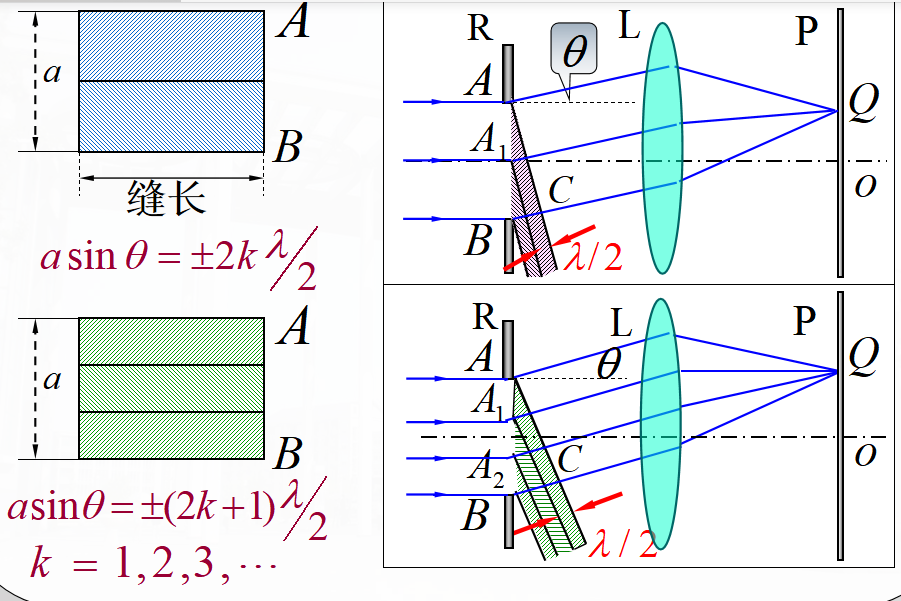 A
a
B
缝长
a sin θ = ±2k λ/2
A
a
B
a sin θ = ±(2k+1) λ/2
k = 1,2,3,⋯
R
L
P
θ
A
Q
A₁
C
o
B
λ/2
R
L
P
A
θ
Q
A₁
A₂
C
o
B
λ/2